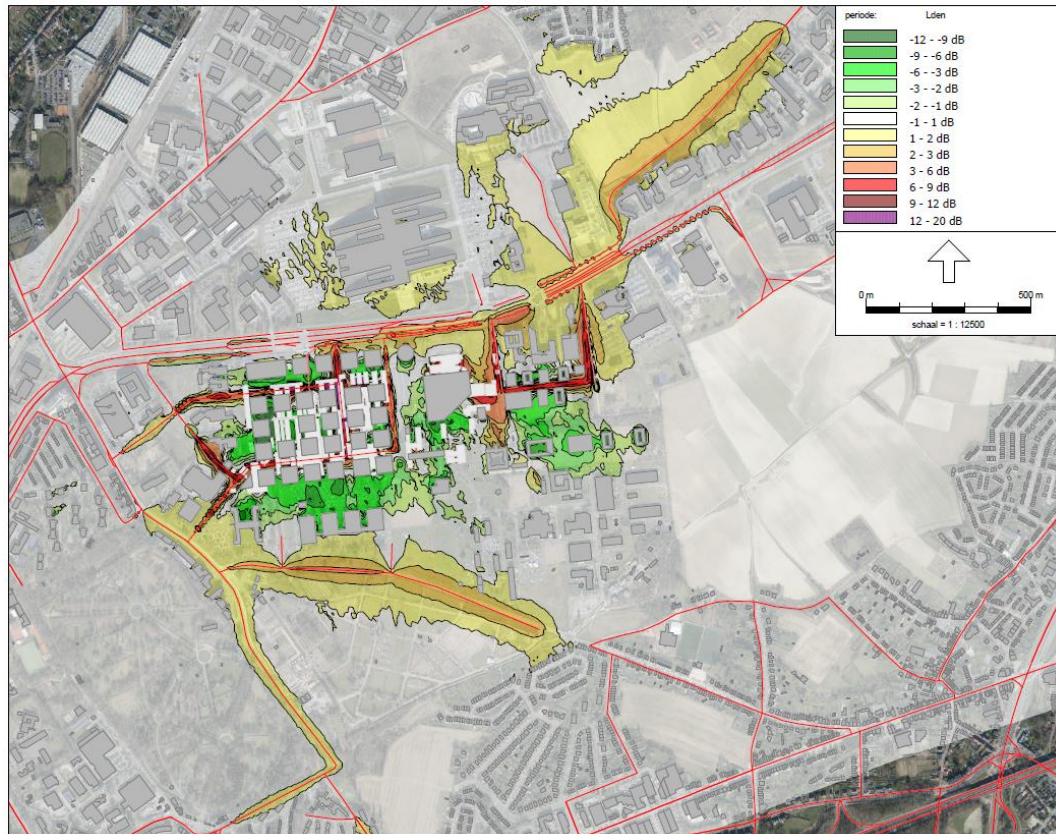 periode: Lden
-12 - -9 dB
-9 - -6 dB
-6 - -3 dB
-3 - -2 dB
-2 - -1 dB
-1 - 1 dB
1 - 2 dB
2 - 3 dB
3 - 6 dB
6 - 9 dB
9 - 12 dB
12 - 20 dB
0 m 500 m
schaal = 1 : 12500